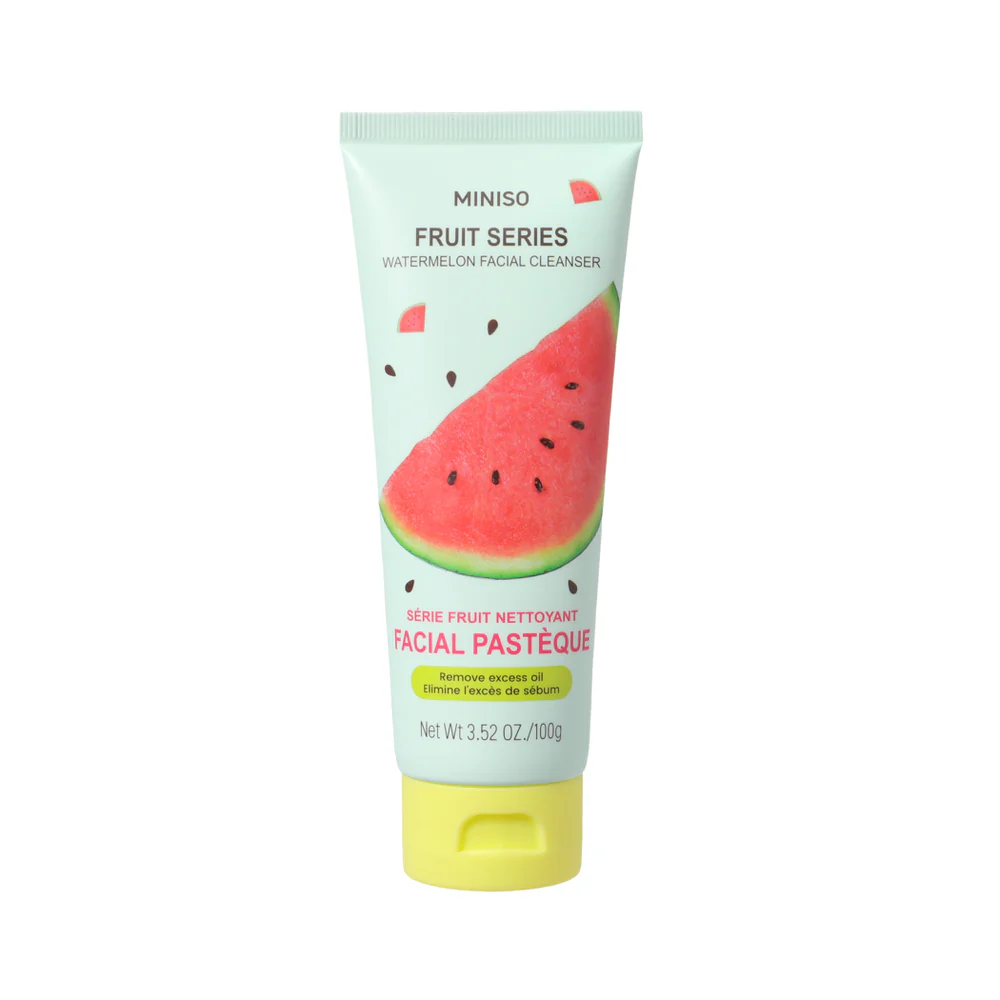 MINISO
FRUIT SERIES
WATERMELON FACIAL CLEANSER
SÉRIE FRUIT NETTOYANT
FACIAL PASTÈQUE
Remove excess oil
Elimine l'excès de sébum
Net Wt 3.52 OZ./100g